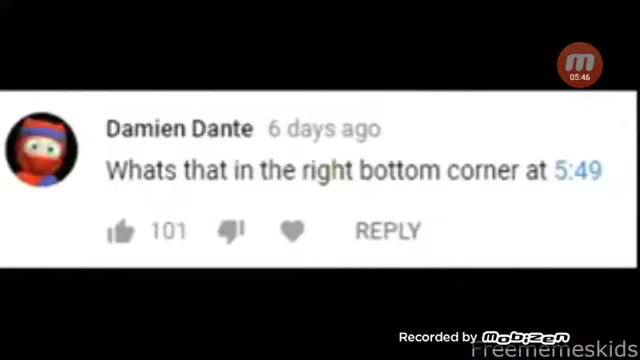 m
05:46
Damien Dante 6 days ago
Whats that in the right bottom corner at 5:49
101 REPLY
Recorded by Mobizen
Freememeskids